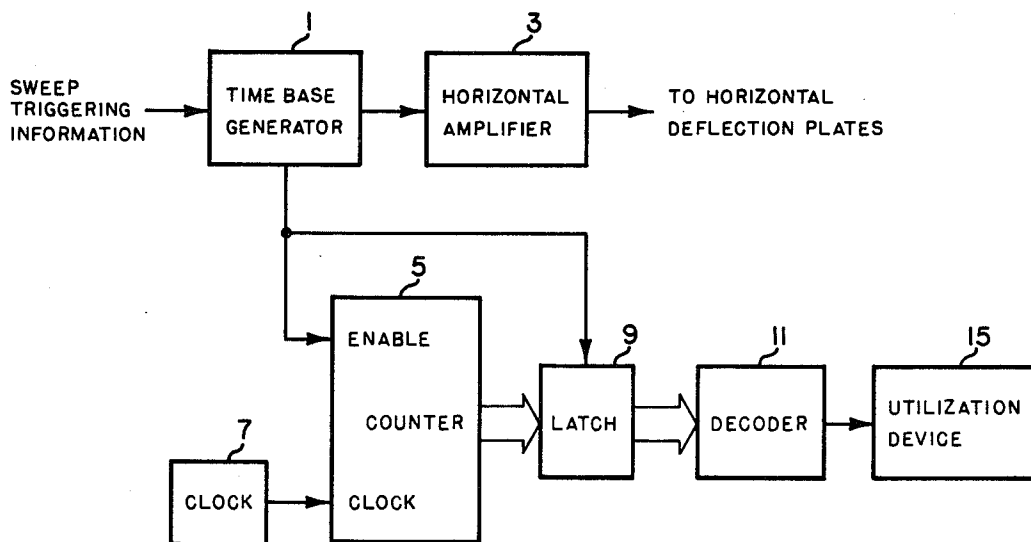 1
3
SWEEP
TRIGGERING
INFORMATION
TIME BASE
GENERATOR
HORIZONTAL
AMPLIFIER
TO HORIZONTAL
DEFLECTION PLATES
5
ENABLE
COUNTER
CLOCK
7
CLOCK
9
LATCH
11
DECODER
15
UTILIZATION
DEVICE